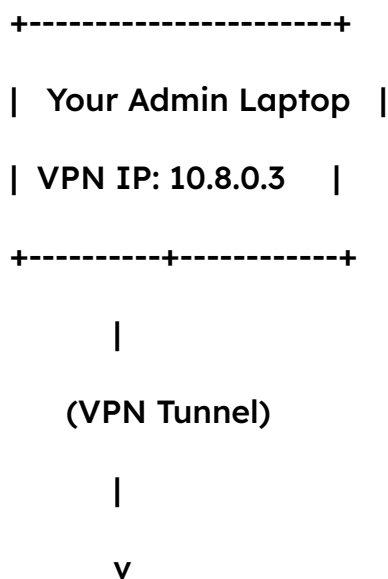 +-----------------------+
|   Your Admin Laptop   |
|  VPN IP: 10.8.0.3     |
+----------+------------+
|
(VPN Tunnel)
|
v